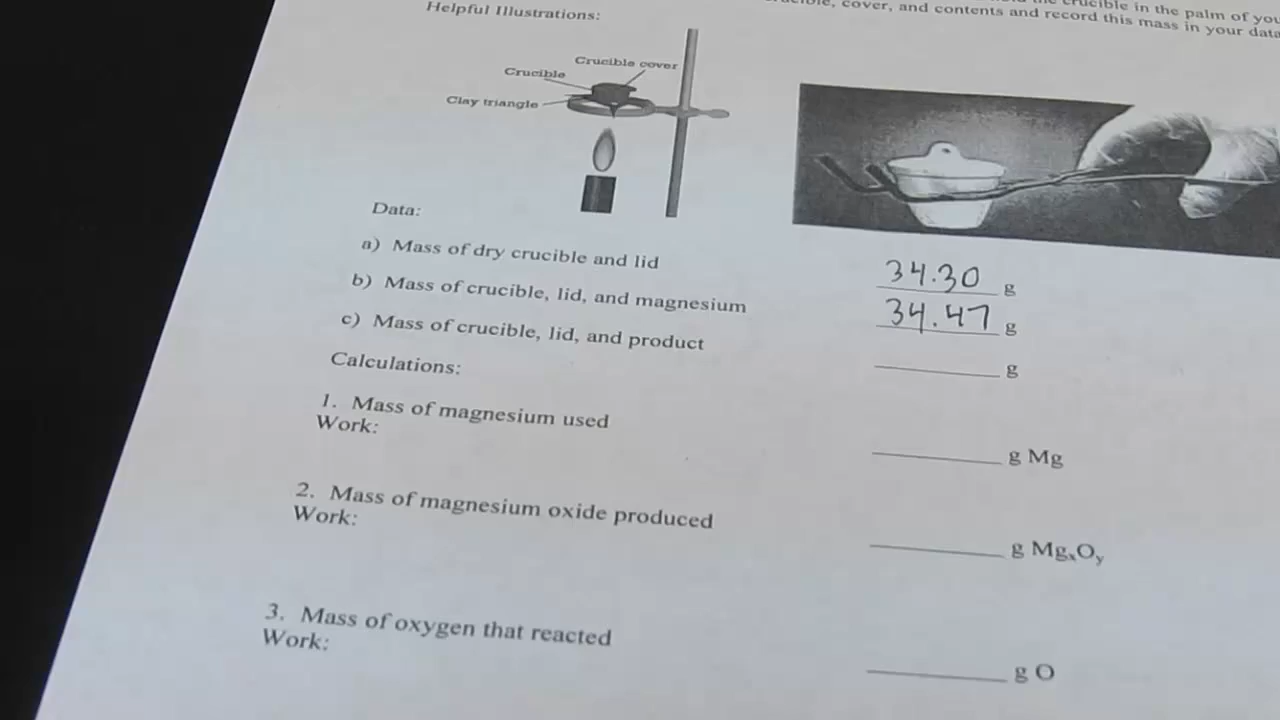 Helpful Illustrations:
crucible in the palm of you
, cover, and contents and record this mass in your data
Crucible cover
Crucible
Clay triangle
Data:
a) Mass of dry crucible and lid 34.30 g
b) Mass of crucible, lid, and magnesium 34.47 g
c) Mass of crucible, lid, and product g
Calculations:
1. Mass of magnesium used
Work:
g Mg
2. Mass of magnesium oxide produced
Work:
g MgxOy
3. Mass of oxygen that reacted
Work:
g O